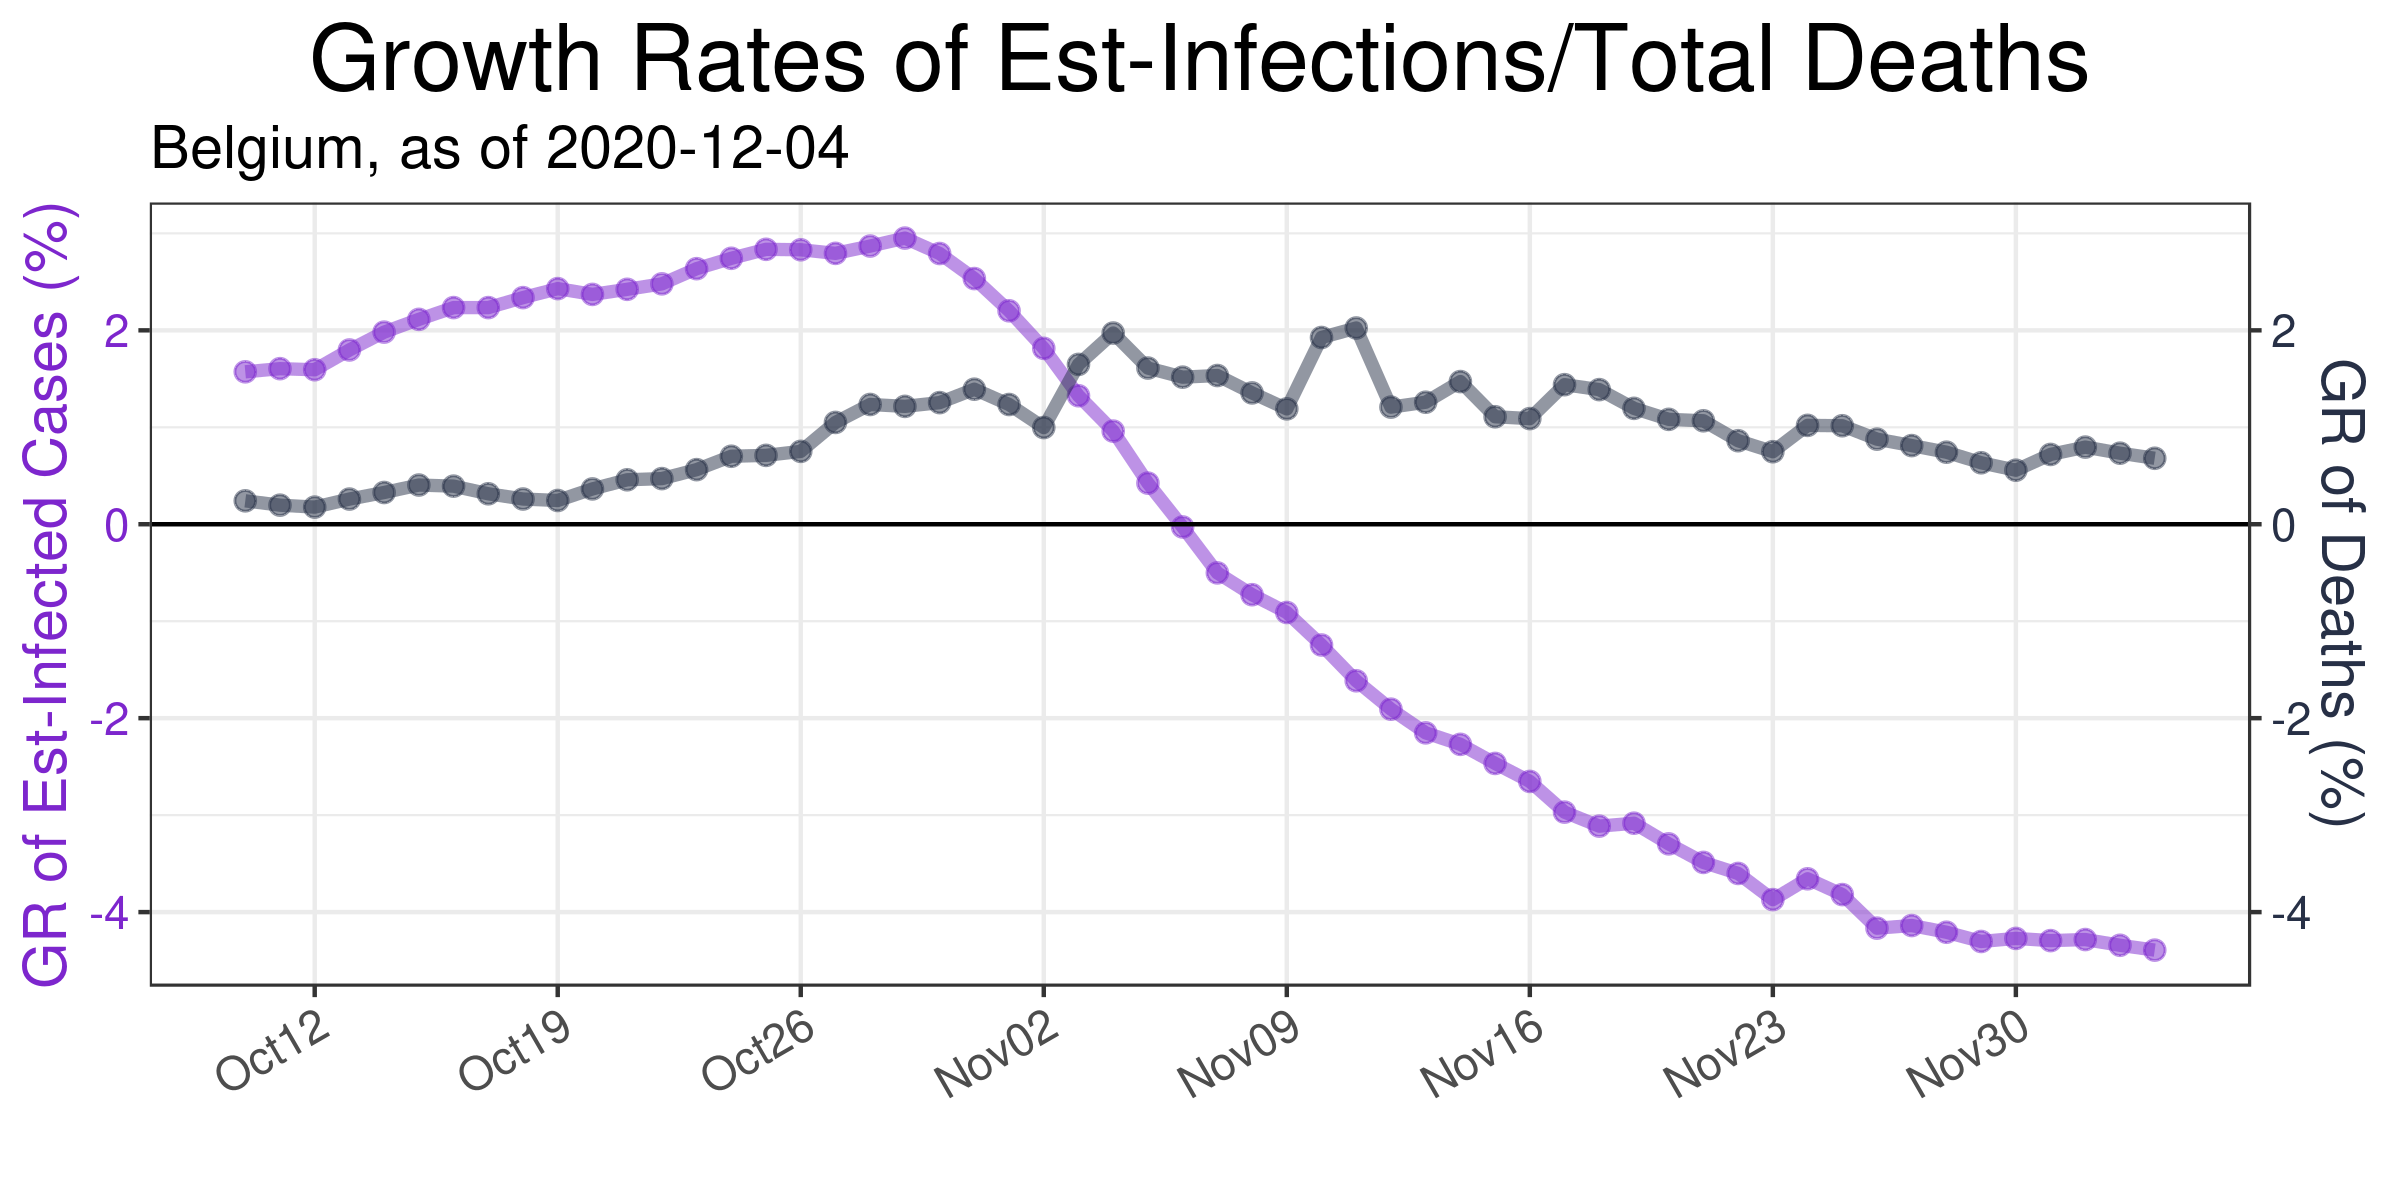 Growth Rates of Est-Infections/Total Deaths
Belgium, as of 2020-12-04
GR of Est-Infected Cases (%)
2
0
-2
-4
2
0
-2
-4
GR of Deaths (%)
Oct12
Oct19
Oct26
Nov02
Nov09
Nov16
Nov23
Nov30